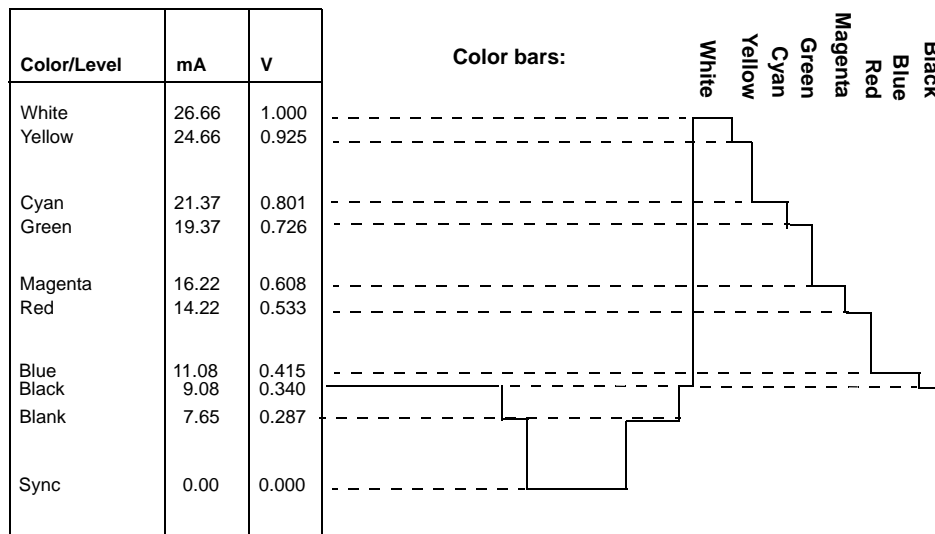 Color/Level mA V
White 26.66 1.000
Yellow 24.66 0.925
Cyan 21.37 0.801
Green 19.37 0.726
Magenta 16.22 0.608
Red 14.22 0.533
Blue 11.08 0.415
Black 9.08 0.340
Blank 7.65 0.287
Sync 0.00 0.000
Color bars:
White
Yellow
Cyan
Green
Magenta
Red
Blue
Black